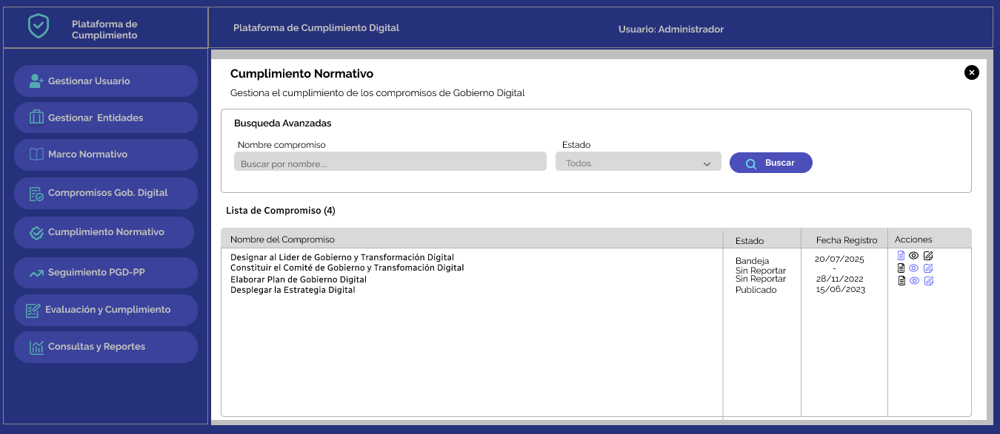 Plataforma de
Cumplimiento
Plataforma de Cumplimiento Digital
Usuario: Administrador
Gestionar Usuario
Gestionar Entidades
Marco Normativo
Compromisos Gob. Digital
Cumplimiento Normativo
Seguimiento PGD-PP
Evaluación y Cumplimiento
Consultas y Reportes
Cumplimiento Normativo
Gestiona el cumplimiento de los compromisos de Gobierno Digital
Busqueda Avanzadas
Nombre compromiso
Estado
Buscar por nombre....
Todos.
Buscar
Lista de Compromiso (4)
Nombre del Compromiso Estado Fecha Registro Acciones
Designar al Lider de Gobierno y Transformación Digital Bandeja 20/07/2025
Constituir el Comité de Gobierno y Transfomación Digital Sin Reportar -
Elaborar Plan de Gobierno Digital Sin Reportar 28/11/2022
Desplegar la Estrategia Digital Publicado 15/06/2023